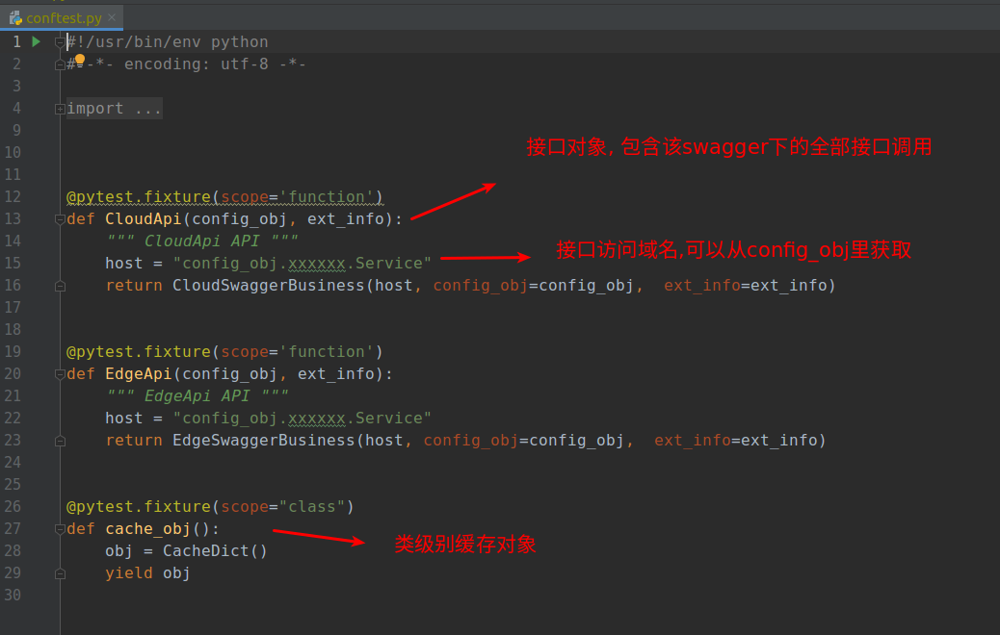 conftest.py
1 #!/usr/bin/env python
2 # -*- encoding: utf-8 -*-
3
4 import ...
9
10 接口对象, 包含该swagger下的全部接口调用
11
12 @pytest.fixture(scope='function')
13 def CloudApi(config_obj, ext_info):
14 """ CloudApi API """
15 host = "config_obj.xxxxxx.Service" 接口访问域名,可以从config_obj里获取
16 return CloudSwaggerBusiness(host, config_obj=config_obj, ext_info=ext_info)
17
18
19 @pytest.fixture(scope='function')
20 def EdgeApi(config_obj, ext_info):
21 """ EdgeApi API """
22 host = "config_obj.xxxxxx.Service"
23 return EdgeSwaggerBusiness(host, config_obj=config_obj, ext_info=ext_info)
24
25
26 @pytest.fixture(scope="class")
27 def cache_obj():
28 obj = CacheDict() 类级别缓存对象
29 yield obj
30